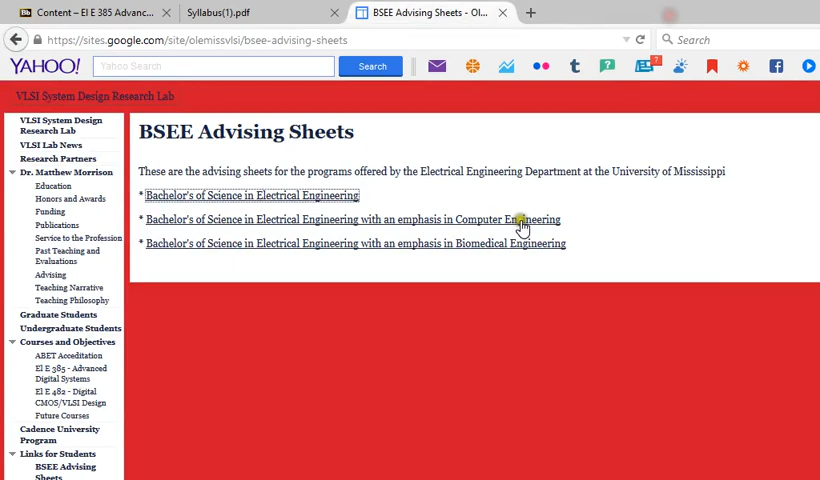 Content – El E 385 Advanc...
Syllabus(1).pdf
BSEE Advising Sheets - Ol...
https://sites.google.com/site/olemissvlsi/bsee-advising-sheets
Search
YAHOO!
Yahoo Search
Search
7
VLSI System Design Research Lab
VLSI System Design
Research Lab
VLSI Lab News
Research Partners
Dr. Matthew Morrison
Education
Honors and Awards
Funding
Publications
Service to the Profession
Past Teaching and
Evaluations
Advising
Teaching Narrative
Teaching Philosophy
Graduate Students
Undergraduate Students
Courses and Objectives
ABET Accreditation
El E 385 - Advanced
Digital Systems
El E 482 - Digital
CMOS/VLSI Design
Future Courses
Cadence University
Program
Links for Students
BSEE Advising
Sheets
BSEE Advising Sheets
These are the advising sheets for the programs offered by the Electrical Engineering Department at the University of Mississippi
* Bachelor's of Science in Electrical Engineering
* Bachelor's of Science in Electrical Engineering with an emphasis in Computer Engineering
* Bachelor's of Science in Electrical Engineering with an emphasis in Biomedical Engineering